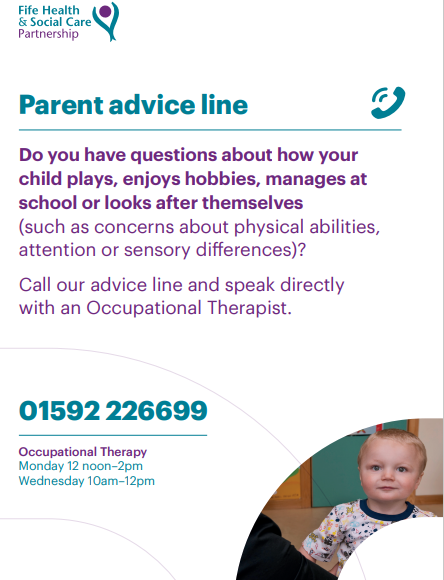 Fife Health
& Social Care
Partnership
Parent advice line
Do you have questions about how your
child plays, enjoys hobbies, manages at
school or looks after themselves
(such as concerns about physical abilities,
attention or sensory differences)?
Call our advice line and speak directly
with an Occupational Therapist.
01592 226699
Occupational Therapy
Monday 12 noon–2pm
Wednesday 10am–12pm